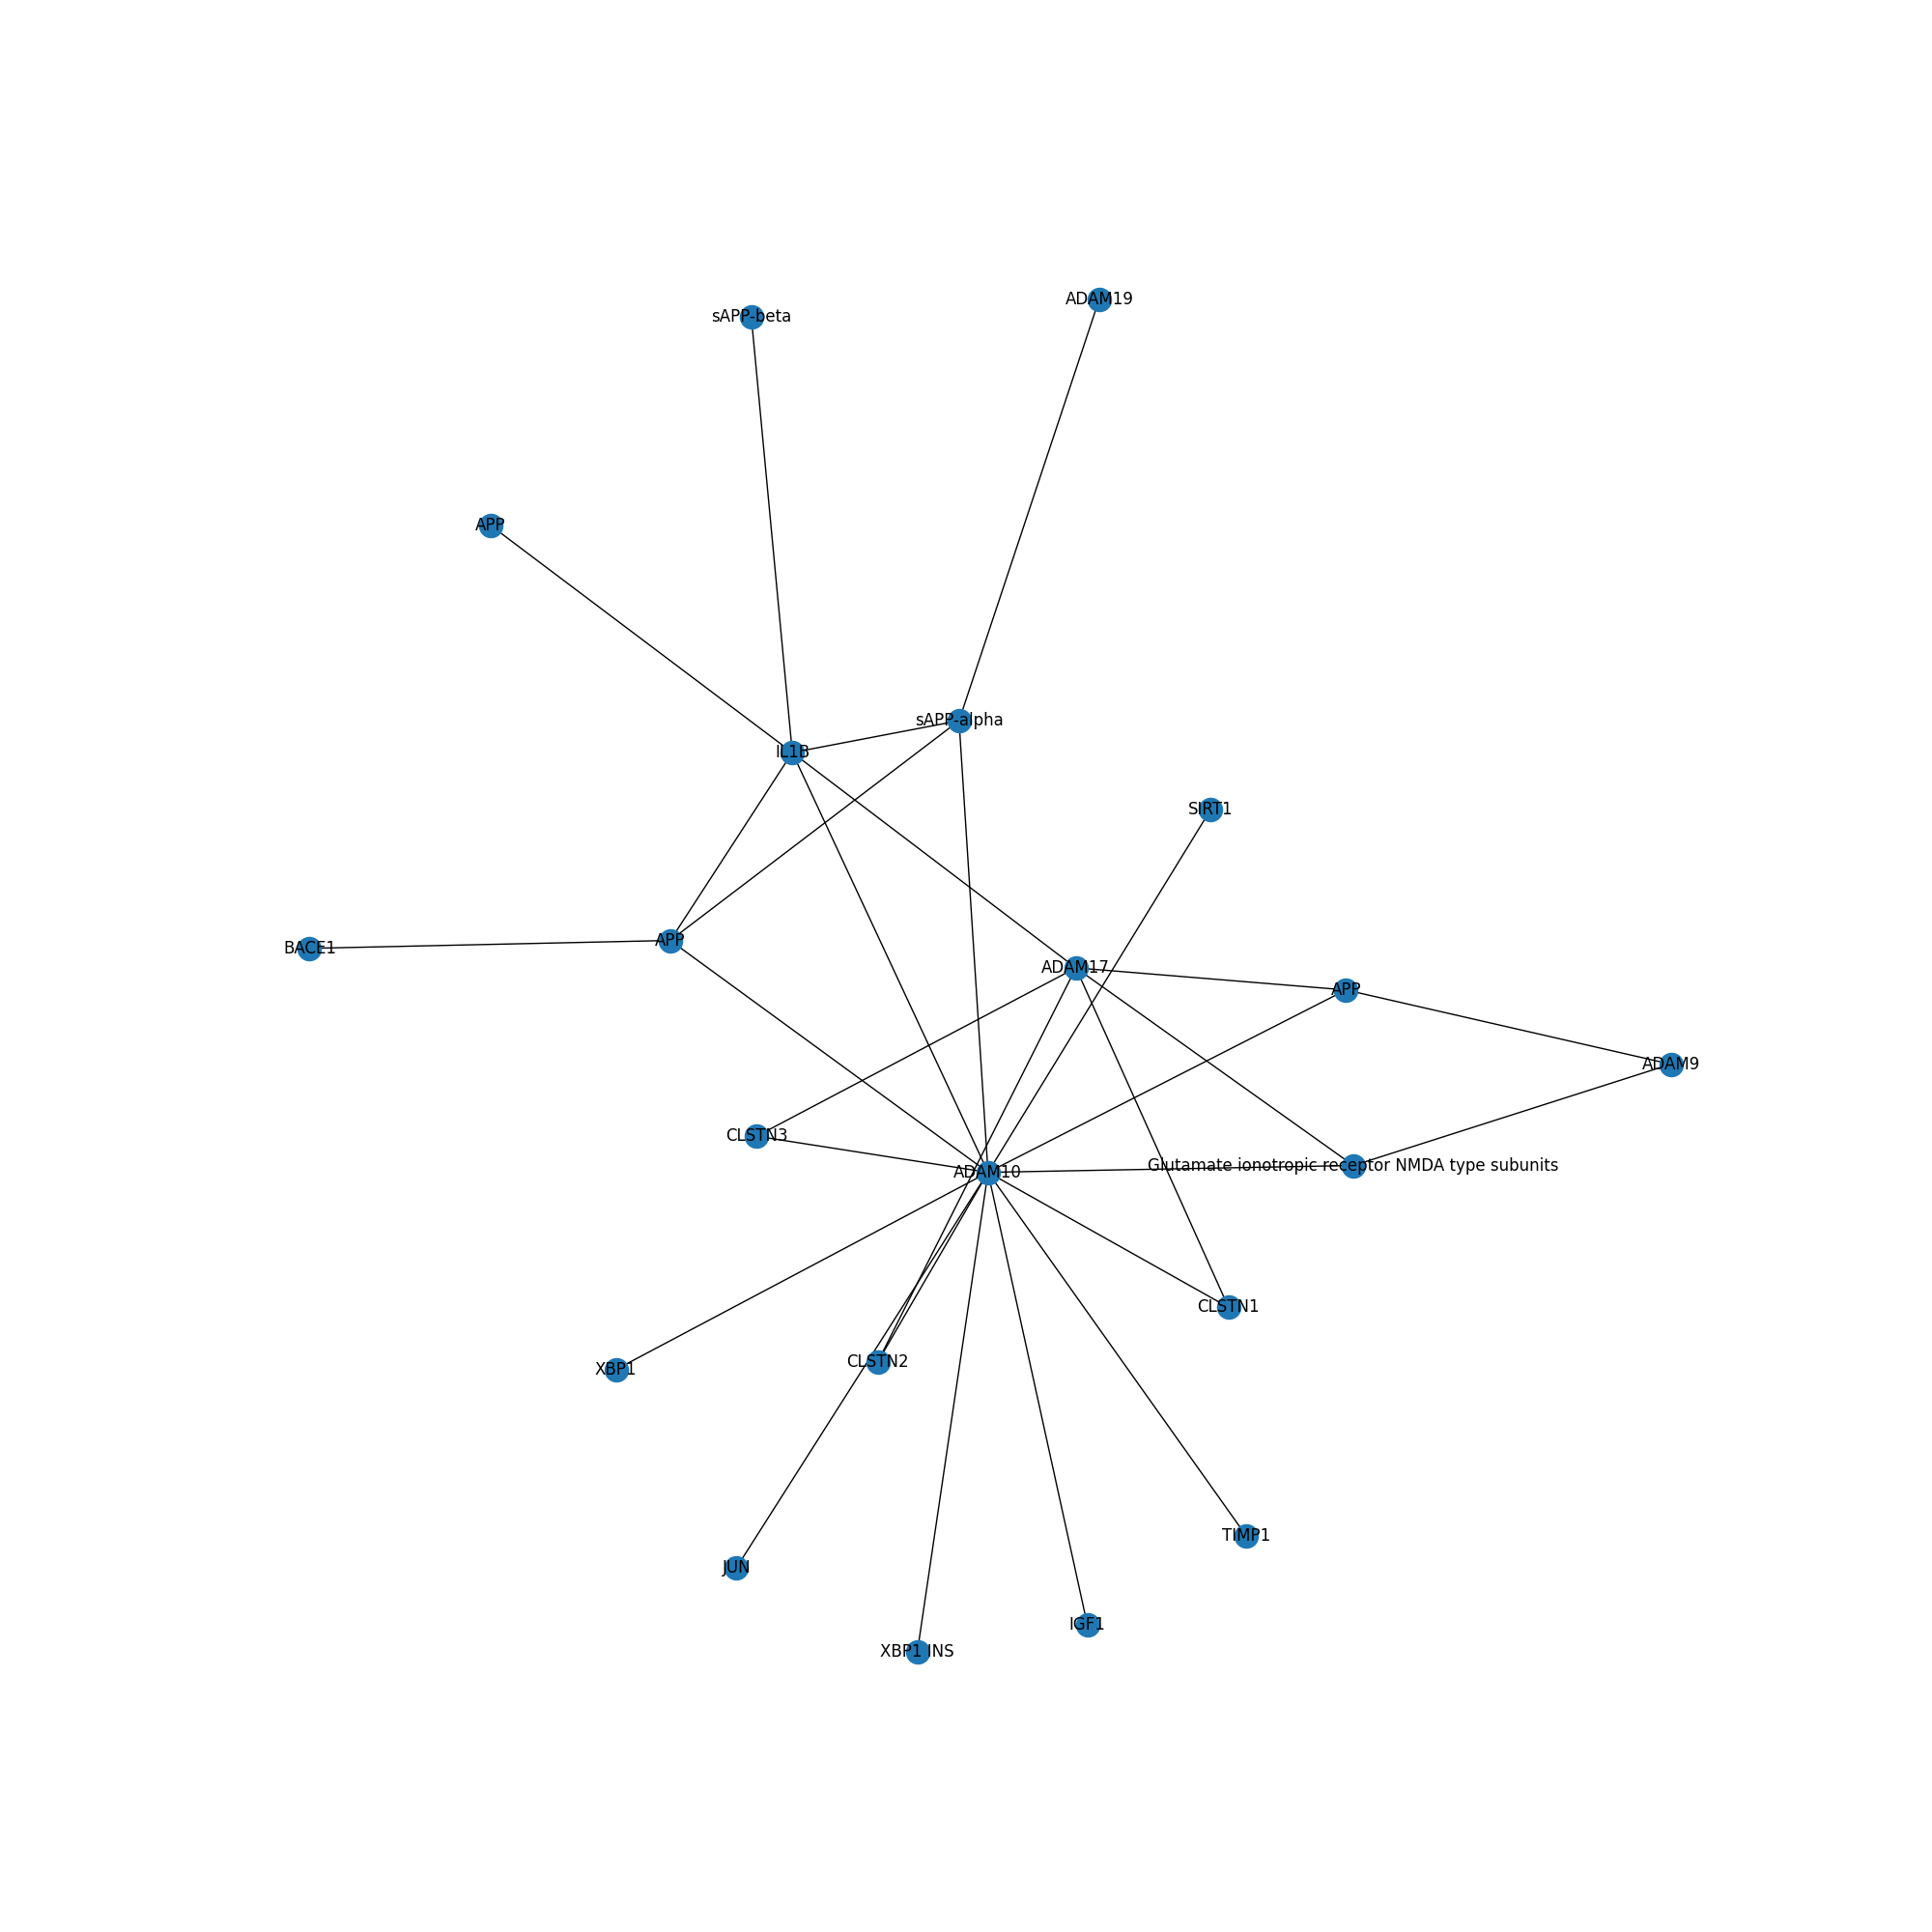 ADAM19
sAPP-beta
APP
sAPP-alpha
IL1B
SIRT1
APP
BACE1
ADAM17
APP
ADAM9
CLSTN3
Glutamate ionotropic receptor NMDA type subunits
ADAM10
CLSTN1
CLSTN2
XBP1
TIMP1
JUN
IGF1
XBP1 INS